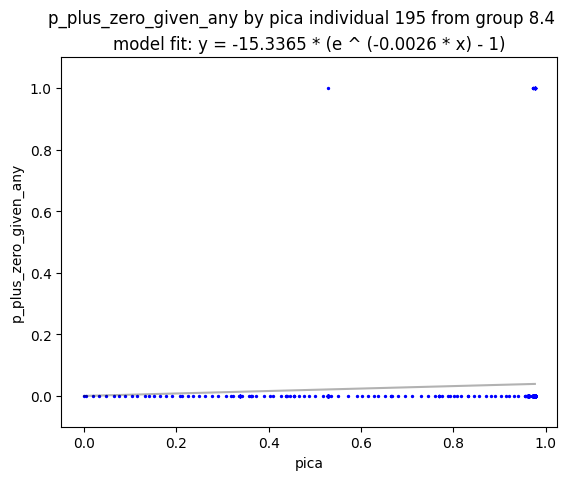 p_plus_zero_given_any by pica individual 195 from group 8.4
model fit: y = -15.3365 * (e ^ (-0.0026 * x) - 1)
1.0
0.8
0.6
0.4
0.2
0.0
p_plus_zero_given_any
0.0 0.2 0.4 0.6 0.8 1.0
pica